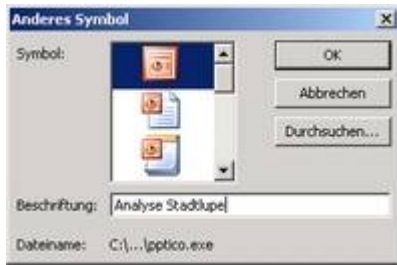 Anderes Symbol
Symbol:
OK
Abbrechen
Durchsuchen...
Beschriftung: Analyse Stadtlupe
Dateiname: C:\...\pptico.exe